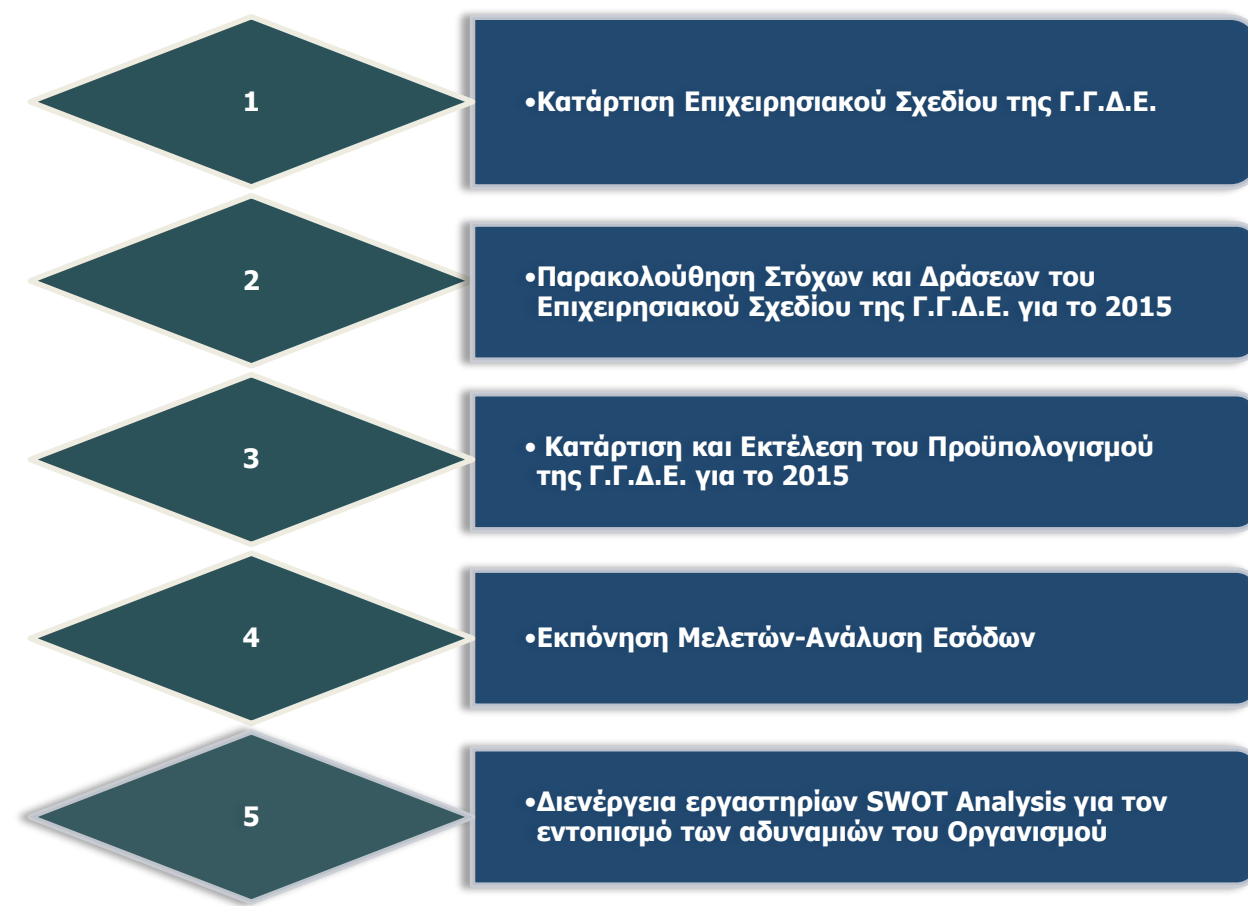 1
•Κατάρτιση Επιχειρησιακού Σχεδίου της Γ.Γ.Δ.Ε.
2
•Παρακολούθηση Στόχων και Δράσεων του
Επιχειρησιακού Σχεδίου της Γ.Γ.Δ.Ε. για το 2015
3
• Κατάρτιση και Εκτέλεση του Προϋπολογισμού
της Γ.Γ.Δ.Ε. για το 2015
4
•Εκπόνηση Μελετών-Ανάλυση Εσόδων
5
•Διενέργεια εργαστηρίων SWOT Analysis για τον
εντοπισμό των αδυναμιών του Οργανισμού